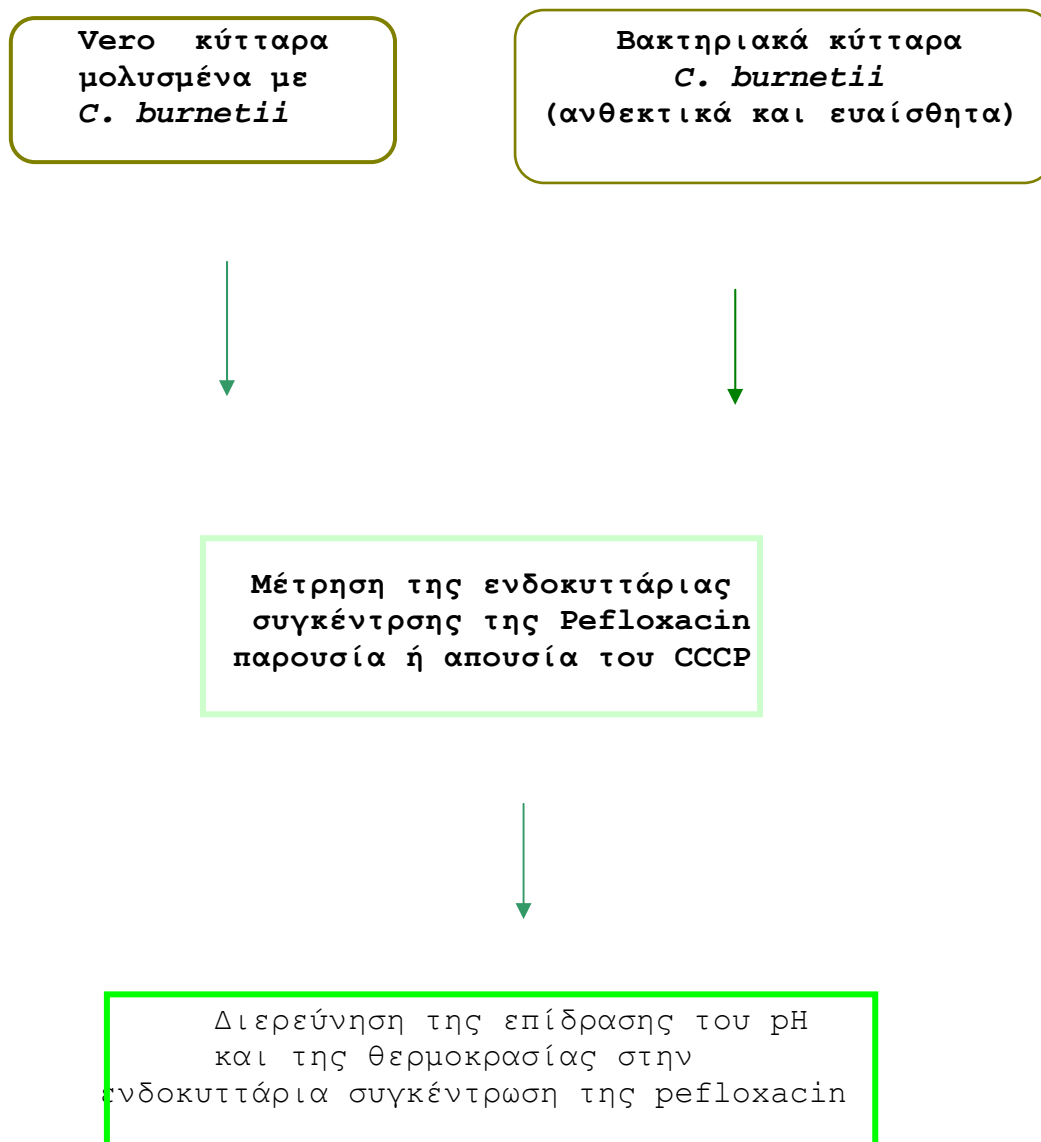 Vero κύτταρα
μολυσμένα με
C. burnetii
Βακτηριακά κύτταρα
C. burnetii
(ανθεκτικά και ευαίσθητα)
Μέτρηση της ενδοκυττάριας
συγκέντρσης της Pefloxacin
παρουσία ή απουσία του CCCP
Διερεύνηση της επίδρασης του pH
και της θερμοκρασίας στην
ενδοκυττάρια συγκέντρωση της pefloxacin